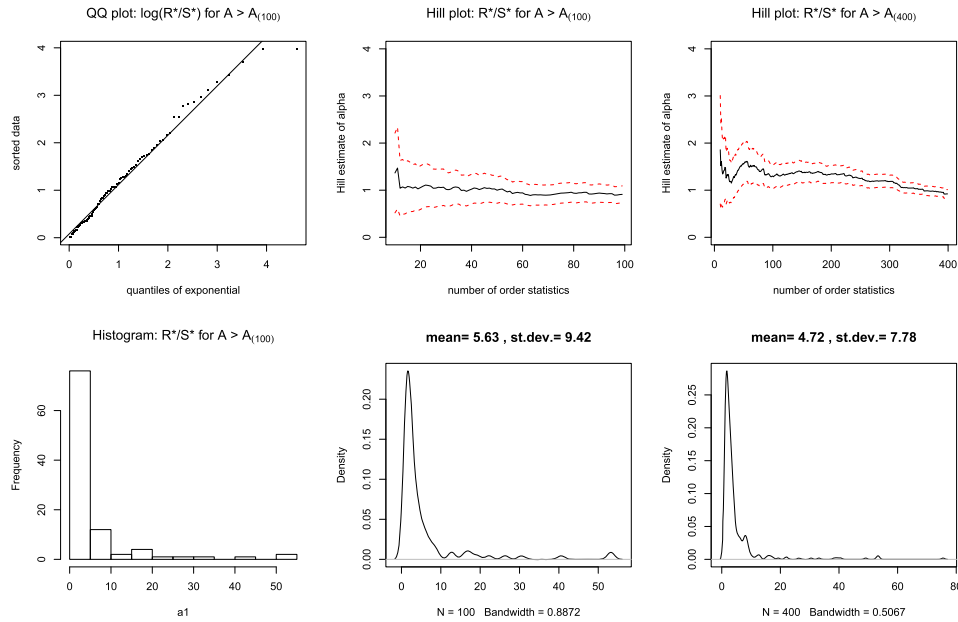 QQ plot: log(R*/S*) for A > A(100)
4
3
2
1
0
sorted data
0 1 2 3 4
quantiles of exponential
Hill plot: R*/S* for A > A(100)
4
3
2
1
0
Hill estimate of alpha
20 40 60 80 100
number of order statistics
Hill plot: R*/S* for A > A(400)
4
3
2
1
0
Hill estimate of alpha
0 100 200 300 400
number of order statistics
Histogram: R*/S* for A > A(100)
60
40
20
0
Frequency
0 10 20 30 40 50
a1
mean= 5.63 , st.dev.= 9.42
0.20
0.15
0.10
0.05
0.00
Density
0 10 20 30 40 50
N = 100 Bandwidth = 0.8872
mean= 4.72 , st.dev.= 7.78
0.25
0.20
0.15
0.10
0.05
0.00
Density
0 20 40 60 80
N = 400 Bandwidth = 0.5067